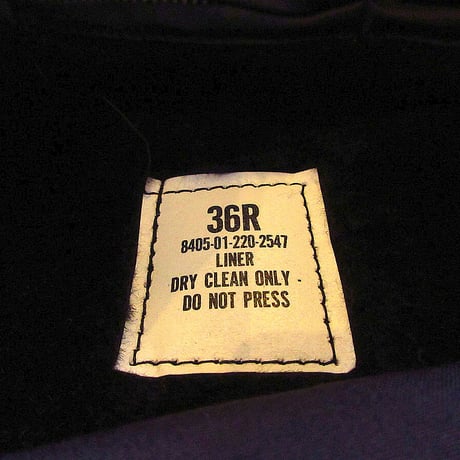 36R
8405-01-220-2547
LINER
DRY CLEAN ONLY
DO NOT PRESS